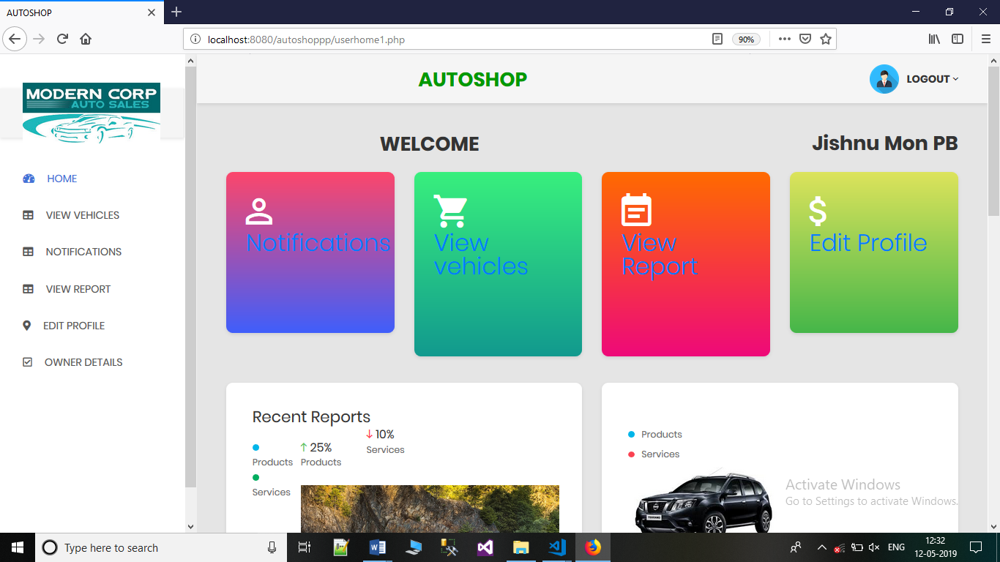 AUTOSHOP
localhost:8080/autoshoppp/userhome1.php
90%
MODERN CORP
AUTO SALES
HOME
VIEW VEHICLES
NOTIFICATIONS
VIEW REPORT
EDIT PROFILE
OWNER DETAILS
AUTOSHOP
LOGOUT
WELCOME
Jishnu Mon PB
Notifications
View
vehicles
View
Report
Edit Profile
Recent Reports
Products
Services
25%
Products
10%
Services
Products
Services
TERRANO
Activate Windows
Go to Settings to activate Windows.
Type here to search
ENG
12:32
12-05-2019